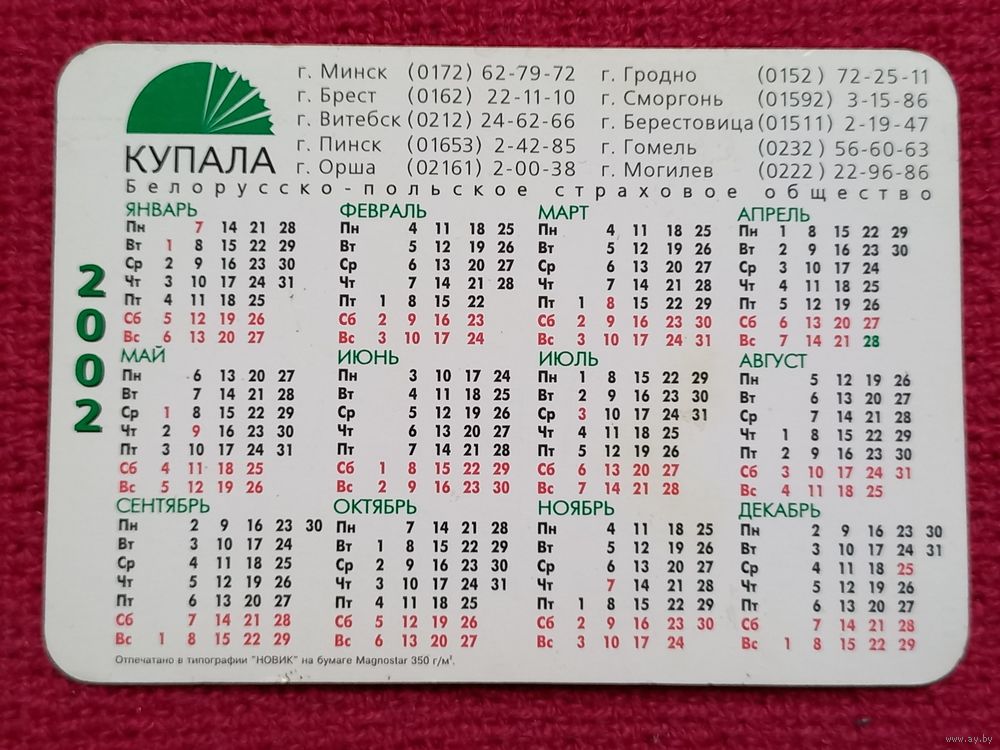 г. Минск (0172) 62-79-72 г. Гродно (0152) 72-25-11
г. Брест (0162) 22-11-10 г. Сморгонь (01592) 3-15-86
г. Витебск (0212) 24-62-66 г. Берестовица (01511) 2-19-47
г. Пинск (01653) 2-42-85 г. Гомель (0232) 56-60-63
КУПАЛА г. Орша (02161) 2-00-38 г. Могилев (0222) 22-96-86
Белорусско-польское страховое общество
2002
ЯНВАРЬ ФЕВРАЛЬ МАРТ АПРЕЛЬ
Пн 7 14 21 28 Пн 4 11 18 25 Пн 4 11 18 25 Пн 1 8 15 22 29
Вт 1 8 15 22 29 Вт 5 12 19 26 Вт 5 12 19 26 Вт 2 9 16 23 30
Ср 2 9 16 23 30 Ср 6 13 20 27 Ср 6 13 20 27 Ср 3 10 17 24
Чт 3 10 17 24 31 Чт 7 14 21 28 Чт 7 14 21 28 Чт 4 11 18 25
Пт 4 11 18 25 Пт 1 8 15 22 Пт 1 8 15 22 29 Пт 5 12 19 26
Сб 5 12 19 26 Сб 2 9 16 23 Сб 2 9 16 23 30 Сб 6 13 20 27
Вс 6 13 20 27 Вс 3 10 17 24 Вс 3 10 17 24 31 Вс 7 14 21 28
МАЙ ИЮНЬ ИЮЛЬ АВГУСТ
Пн 6 13 20 27 Пн 3 10 17 24 Пн 1 8 15 22 29 Пн 5 12 19 26
Вт 7 14 21 28 Вт 4 11 18 25 Вт 2 9 16 23 30 Вт 6 13 20 27
Ср 1 8 15 22 29 Ср 5 12 19 26 Ср 3 10 17 24 31 Ср 7 14 21 28
Чт 2 9 16 23 30 Чт 6 13 20 27 Чт 4 11 18 25 Чт 1 8 15 22 29
Пт 3 10 17 24 31 Пт 7 14 21 28 Пт 5 12 19 26 Пт 2 9 16 23 30
Сб 4 11 18 25 Сб 1 8 15 22 29 Сб 6 13 20 27 Сб 3 10 17 24 31
Вс 5 12 19 26 Вс 2 9 16 23 30 Вс 7 14 21 28 Вс 4 11 18 25
СЕНТЯБРЬ ОКТЯБРЬ НОЯБРЬ ДЕКАБРЬ
Пн 2 9 16 23 30 Пн 7 14 21 28 Пн 4 11 18 25 Пн 2 9 16 23 30
Вт 3 10 17 24 Вт 1 8 15 22 29 Вт 5 12 19 26 Вт 3 10 17 24 31
Ср 4 11 18 25 Ср 2 9 16 23 30 Ср 6 13 20 27 Ср 4 11 18 25
Чт 5 12 19 26 Чт 3 10 17 24 31 Чт 7 14 21 28 Чт 5 12 19 26
Пт 6 13 20 27 Пт 4 11 18 25 Пт 1 8 15 22 29 Пт 6 13 20 27
Сб 7 14 21 28 Сб 5 12 19 26 Сб 2 9 16 23 30 Сб 7 14 21 28
Вс 1 8 15 22 29 Вс 6 13 20 27 Вс 3 10 17 24 Вс 1 8 15 22 29
Отпечатано в типографии "НОВИК" на бумаге Magnostar 350 г/м².
www.ay.by